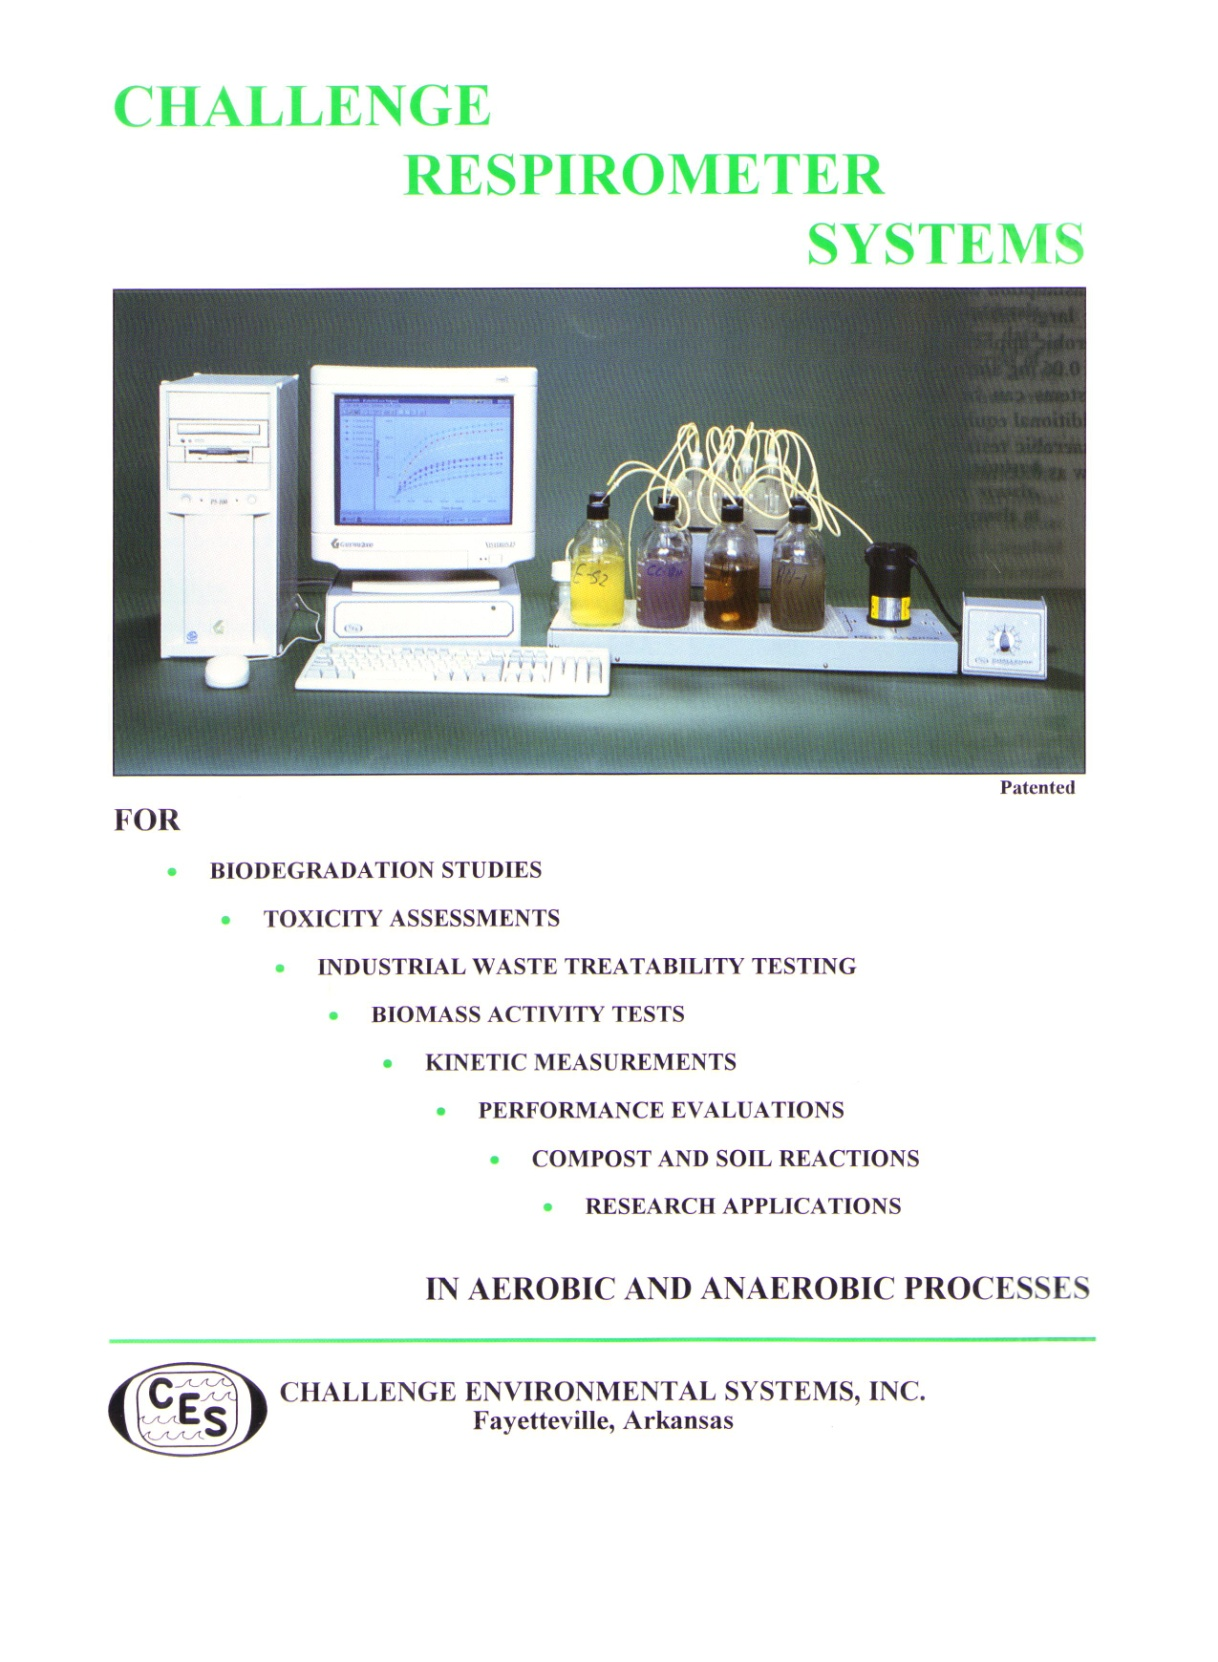 CHALLENGE
RESPIROMETER
SYSTEMS
Patented
FOR
• BIODEGRADATION STUDIES
• TOXICITY ASSESSMENTS
• INDUSTRIAL WASTE TREATABILITY TESTING
• BIOMASS ACTIVITY TESTS
• KINETIC MEASUREMENTS
• PERFORMANCE EVALUATIONS
• COMPOST AND SOIL REACTIONS
• RESEARCH APPLICATIONS
IN AEROBIC AND ANAEROBIC PROCESSES
CES
CHALLENGE ENVIRONMENTAL SYSTEMS, INC.
Fayetteville, Arkansas